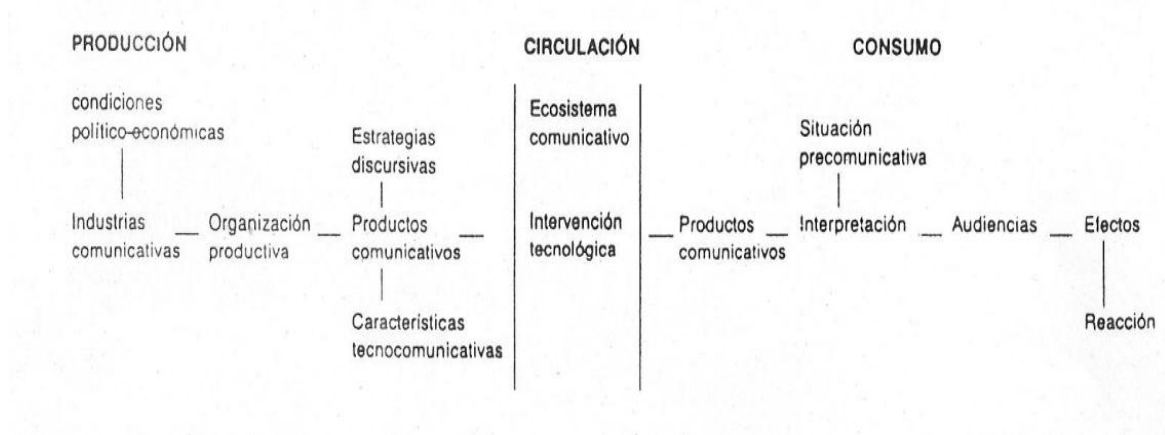 PRODUCCIÓN
CIRCULACIÓN
CONSUMO
condiciones
político-económicas
Ecosistema
comunicativo
Estrategias
discursivas
Situación
precomunicativa
Industrias
comunicativas
Organización
productiva
Productos
comunicativos
Intervención
tecnológica
Productos
comunicativos
Interpretación
Audiencias
Efectos
Características
tecnocomunicativas
Reacción